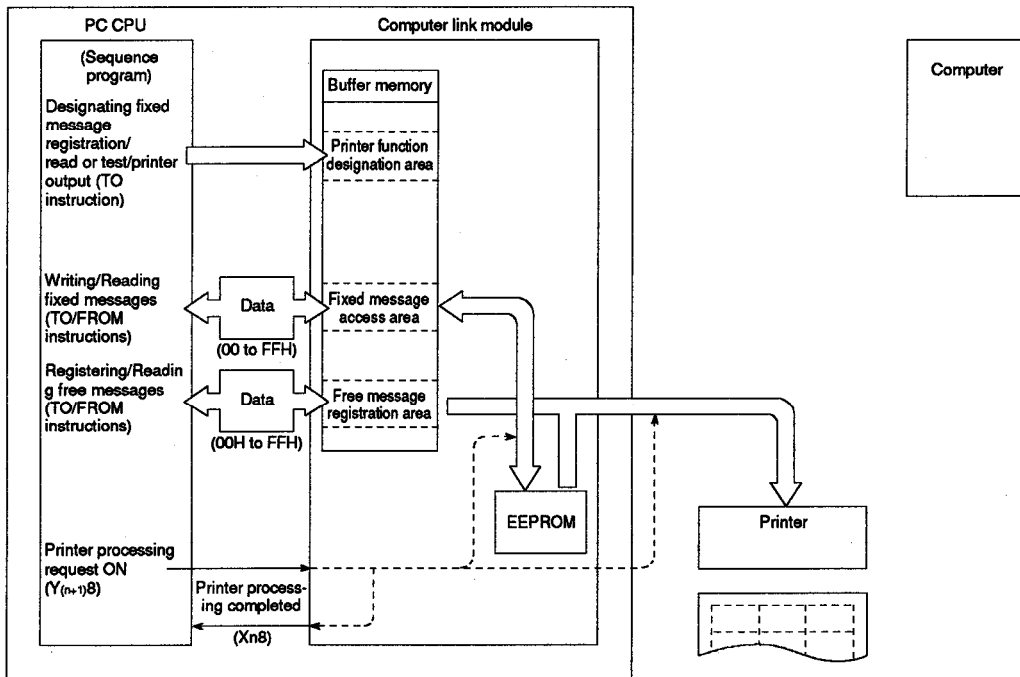 PC CPU
Computer link module
(Sequence
program)
Designating fixed
message
registration/
read or test/printer
output (TO
instruction)
Buffer memory
Printer function
designation area
Computer
Writing/Reading
fixed messages
(TO/FROM
instructions)
Data
(00 to FFH)
Fixed message
access area
Registering/Readin
g free messages
(TO/FROM
instructions)
Data
(00H to FFH)
Free message
registration area
EEPROM
Printer
Printer processing
request ON
(Y(n+1)8)
Printer process-
ing completed
(Xn8)